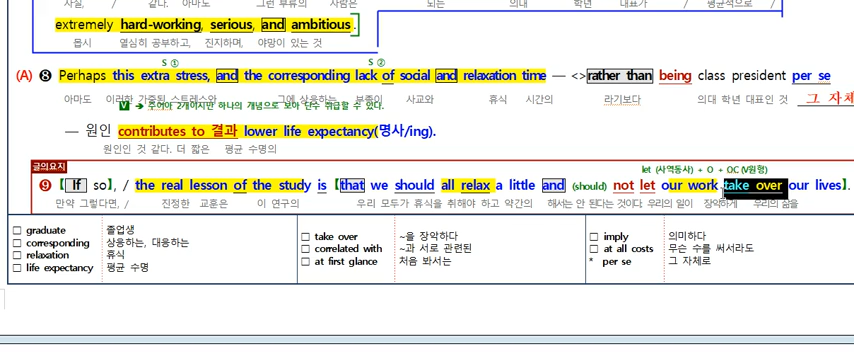 사실, / 같다. 아마도 그런 부류의 사람은 되는 의대 학년 대표가 / 평균적으로 /
extremely hard-working, serious, and ambitious.
몹시 열심히 공부하고, 진지하며, 야망이 있는 것
S ① S ②
(A) ❽ Perhaps this extra stress, and the corresponding lack of social and relaxation time — <>rather than being class president per se
아마도 이러한 가중된 스트레스와 그에 상응하는 부족이 사교와 휴식 시간의 라기보다 의대 학년 대표인 것 그 자체
V ➔ 주어가 2개이지만 하나의 개념으로 보아 단수 취급할 수 있다.
— 원인 contributes to 결과 lower life expectancy(명사/ing).
원인인 것 같다. 더 짧은 평균 수명의
글의요지
let (사역동사) + O + OC (V원형)
❾ 【If so】, / the real lesson of the study is 【that we should all relax a little and (should) not let our work take over our lives】.
만약 그렇다면, / 진정한 교훈은 이 연구의 우리 모두가 휴식을 취해야 하고 약간의 해서는 안 된다는 것이다. 우리의 일이 장악하게 우리의 삶을
□ graduate 졸업생
□ corresponding 상응하는, 대응하는
□ relaxation 휴식
□ life expectancy 평균 수명
□ take over ~을 장악하다
□ correlated with ~과 서로 관련된
□ at first glance 처음 봐서는
□ imply 의미하다
□ at all costs 무슨 수를 써서라도
* per se 그 자체로